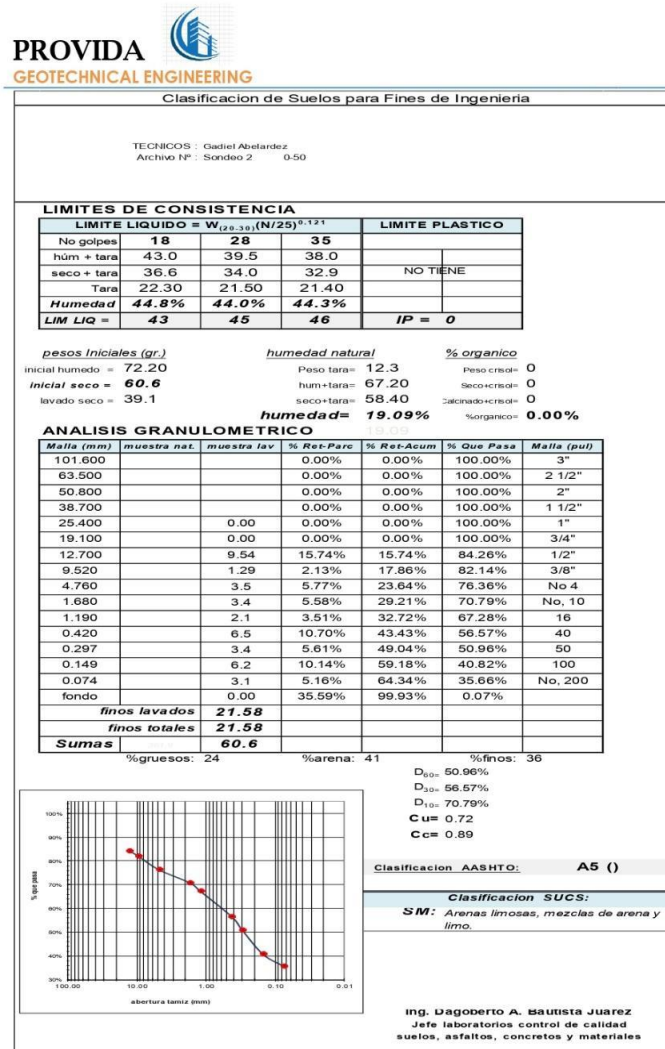 PROVIDA
GEOTECHNICAL ENGINEERING
Clasificacion de Suelos para Fines de Ingenieria
TECNICOS : Gadiel Abelardez
Archivo Nº : Sondeo 2 0-50
LIMITES DE CONSISTENCIA
LIMITE LIQUIDO = W(20-30)(N/25)^0.121 LIMITE PLASTICO
No golpes 18 28 35
húm + tara 43.0 39.5 38.0
seco + tara 36.6 34.0 32.9 NO TIENE
Tara 22.30 21.50 21.40
Humedad 44.8% 44.0% 44.3%
LIM LIQ = 43 45 46 IP = 0
pesos Iniciales (gr.) humedad natural % organico
inicial humedo = 72.20 Peso tara= 12.3 Peso crisol= 0
inicial seco = 60.6 hum+tara= 67.20 Seco+crisol= 0
lavado seco = 39.1 seco+tara= 58.40 Calcinado+crisol= 0
humedad= 19.09% %organico= 0.00%
19.09
ANALISIS GRANULOMETRICO
Malla (mm) muestra nat. muestra lav % Ret-Parc % Ret-Acum % Que Pasa Malla (pul)
101.600 0.00% 0.00% 100.00% 3"
63.500 0.00% 0.00% 100.00% 2 1/2"
50.800 0.00% 0.00% 100.00% 2"
38.700 0.00% 0.00% 100.00% 1 1/2"
25.400 0.00 0.00% 0.00% 100.00% 1"
19.100 0.00 0.00% 0.00% 100.00% 3/4"
12.700 9.54 15.74% 15.74% 84.26% 1/2"
9.520 1.29 2.13% 17.86% 82.14% 3/8"
4.760 3.5 5.77% 23.64% 76.36% No 4
1.680 3.4 5.58% 29.21% 70.79% No, 10
1.190 2.1 3.51% 32.72% 67.28% 16
0.420 6.5 10.70% 43.43% 56.57% 40
0.297 3.4 5.61% 49.04% 50.96% 50
0.149 6.2 10.14% 59.18% 40.82% 100
0.074 3.1 5.16% 64.34% 35.66% No, 200
fondo 0.00 35.59% 99.93% 0.07%
finos lavados 21.58
finos totales 21.58
Sumas 60.6
%gruesos: 24 %arena: 41 %finos: 36
D60= 50.96%
D30= 56.57%
D10= 70.79%
Cu= 0.72
Cc= 0.89
100%
90%
80%
70%
60%
50%
40%
30%
% que pasa
100.00 10.00 1.00 0.10 0.01
abertura tamiz (mm)
Clasificacion AASHTO: A5 ()
Clasificacion SUCS:
SM: Arenas limosas, mezclas de arena y
limo.
Ing. Dagoberto A. Bautista Juarez
Jefe laboratorios control de calidad
suelos, asfaltos, concretos y materiales